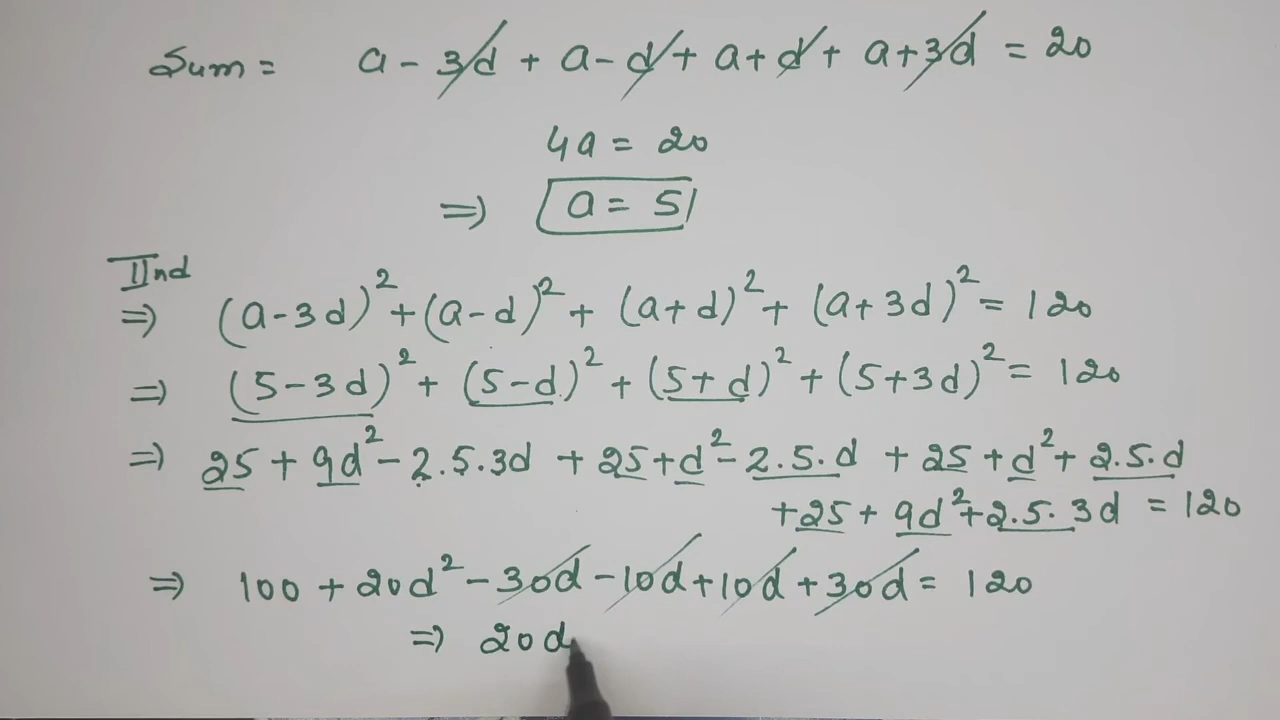 Sum = a - 3d + a - d + a + d + a + 3d = 20
4a = 20
⇒ a = 5
IInd
⇒ (a - 3d)² + (a - d)² + (a + d)² + (a + 3d)² = 120
⇒ (5 - 3d)² + (5 - d)² + (5 + d)² + (5 + 3d)² = 120
⇒ 25 + 9d² - 2.5.3d + 25 + d² - 2.5.d + 25 + d² + 2.5.d
+ 25 + 9d² + 2.5.3d = 120
⇒ 100 + 20d² - 30d - 10d + 10d + 30d = 120
⇒ 20d